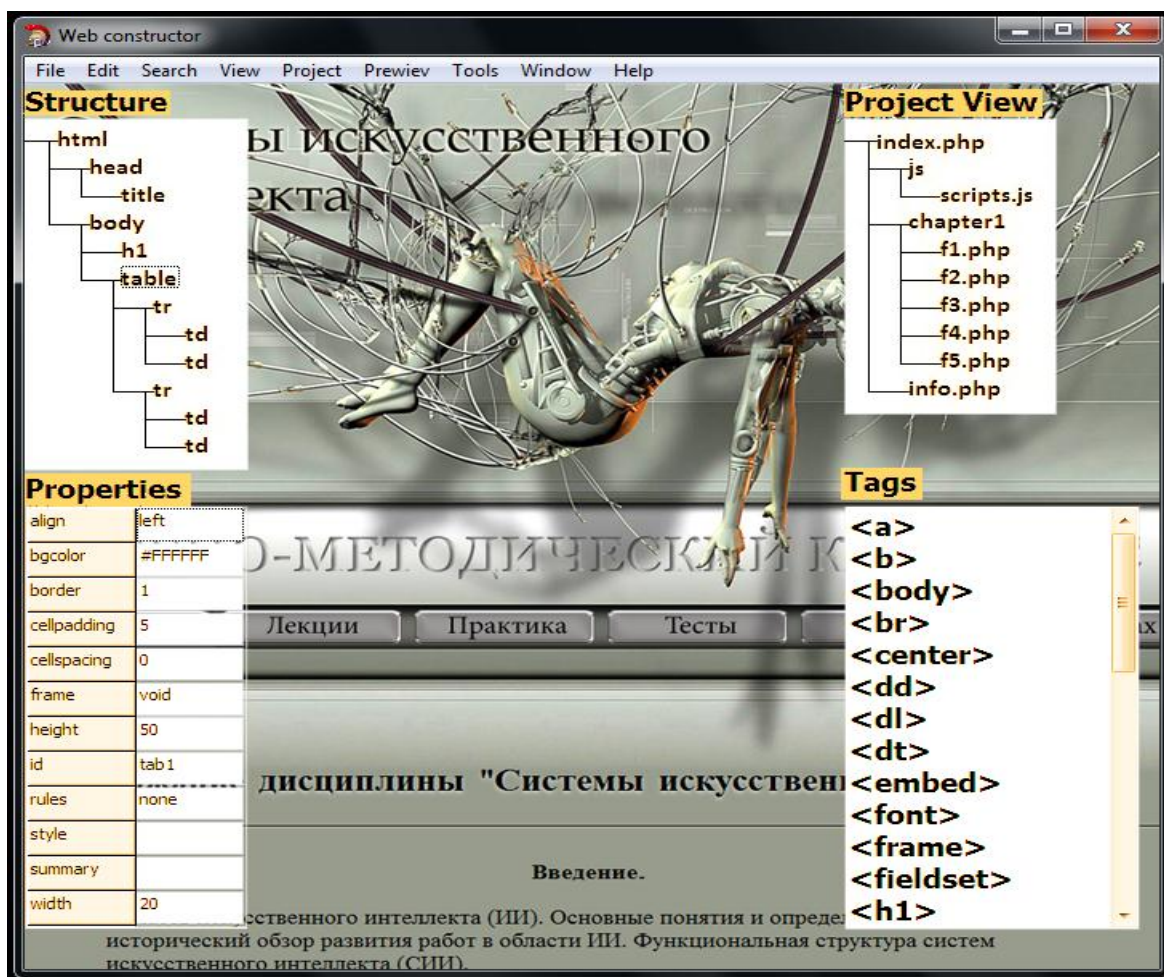 Web constructor
File Edit Search View Project Prewiev Tools Window Help
Structure
html
head
title
body
h1
table
tr
td
td
tr
td
td
ы искусственного
екта
Project View
index.php
js
scripts.js
chapter1
f1.php
f2.php
f3.php
f4.php
f5.php
info.php
Properties
align left
bgcolor #FFFFFF
border 1
cellpadding 5
cellspacing 0
frame void
height 50
id tab1
rules none
style
summary
width 20
О-МЕТОДИЧЕСКИЙ К
Лекции Практика Тесты ах
Tags
<a>
<b>
<body>
<br>
<center>
<dd>
<dl>
<dt>
<embed>
<font>
<frame>
<fieldset>
<h1>
дисциплины "Системы искусствен
Введение.
сственного интеллекта (ИИ). Основные понятия и опреде
исторический обзор развития работ в области ИИ. Функциональная структура систем
искусственного интеллекта (СИИ).